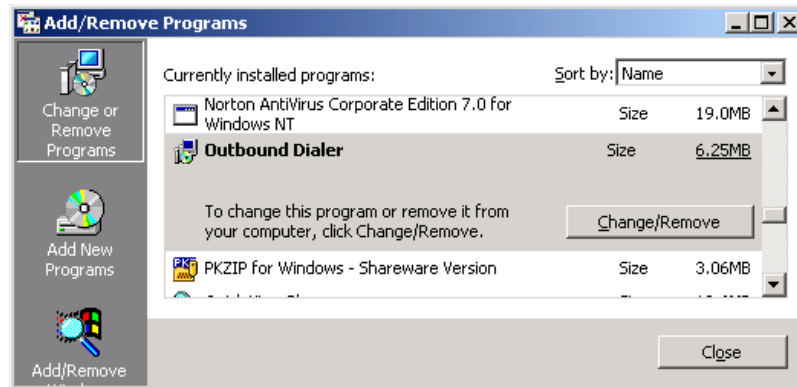 Add/Remove Programs
Change or
Remove
Programs
Add New
Programs
Add/Remove
Currently installed programs:
Sort by: Name
Norton AntiVirus Corporate Edition 7.0 for
Windows NT
Size 19.0MB
Outbound Dialer
Size 6.25MB
To change this program or remove it from
your computer, click Change/Remove.
Change/Remove
PKZIP for Windows - Shareware Version
Size 3.06MB
Close